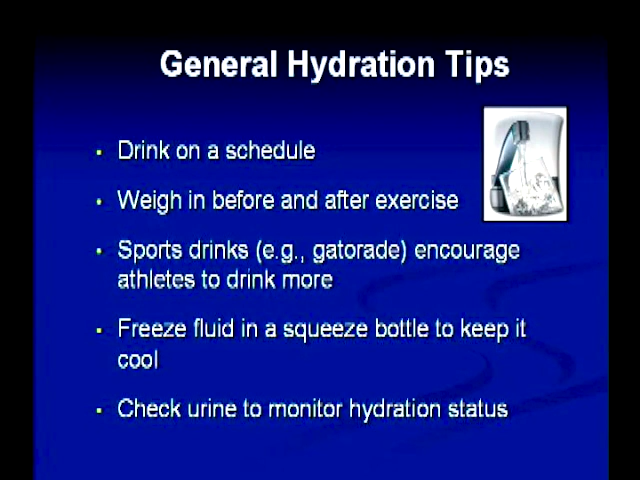 General Hydration Tips
• Drink on a schedule
• Weigh in before and after exercise
• Sports drinks (e.g., gatorade) encourage
athletes to drink more
• Freeze fluid in a squeeze bottle to keep it
cool
• Check urine to monitor hydration status